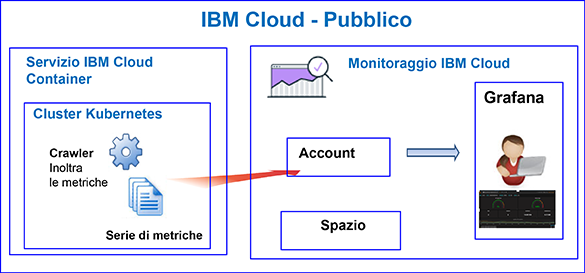 IBM Cloud - Pubblico
Servizio IBM Cloud
Container
Cluster Kubernetes
Crawler
Inoltra
le metriche
Serie di metriche
Monitoraggio IBM Cloud
Account
Spazio
Grafana